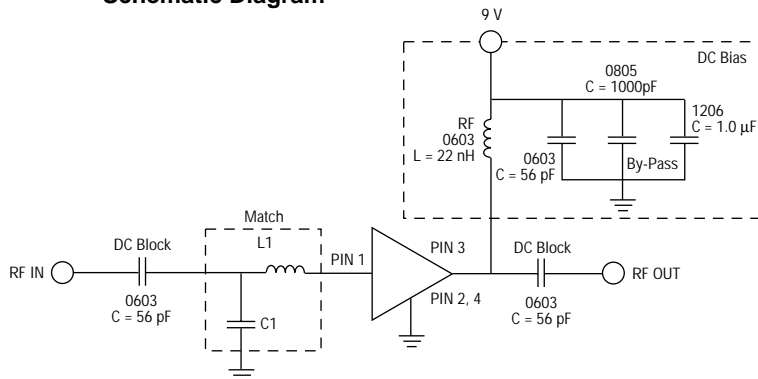 Schematic Diagram
9 V
DC Bias
0805
C = 1000pF
1206
C = 1.0 µF
RF
0603
L = 22 nH
0603
C = 56 pF
By-Pass
Match
L1
DC Block
PIN 1
PIN 3
DC Block
RF IN
RF OUT
PIN 2, 4
0603
C = 56 pF
C1
0603
C = 56 pF